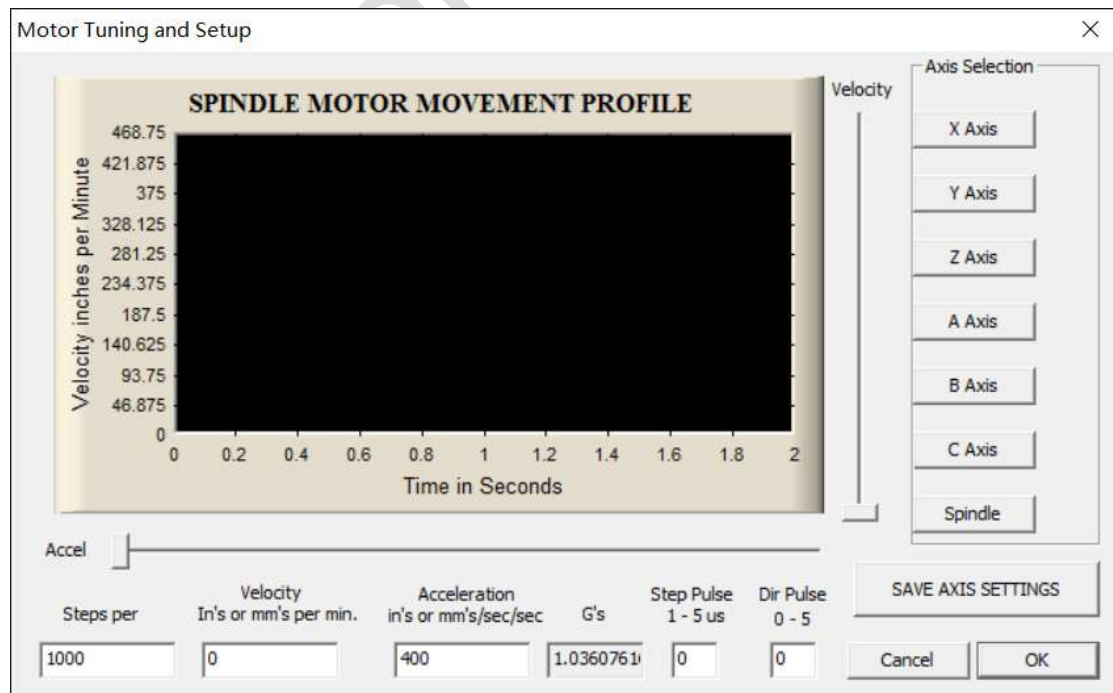 Motor Tuning and Setup
SPINDLE MOTOR MOVEMENT PROFILE
Velocity inches per Minute
468.75
421.875
375
328.125
281.25
234.375
187.5
140.625
93.75
46.875
0
0 0.2 0.4 0.6 0.8 1 1.2 1.4 1.6 1.8 2
Time in Seconds
Velocity
Axis Selection
X Axis
Y Axis
Z Axis
A Axis
B Axis
C Axis
Spindle
Accel
Steps per
1000
Velocity
In's or mm's per min.
0
Acceleration
in's or mm's/sec/sec
400
G's
1.0360761
Step Pulse
1 - 5 us
0
Dir Pulse
0 - 5
0
SAVE AXIS SETTINGS
Cancel
OK